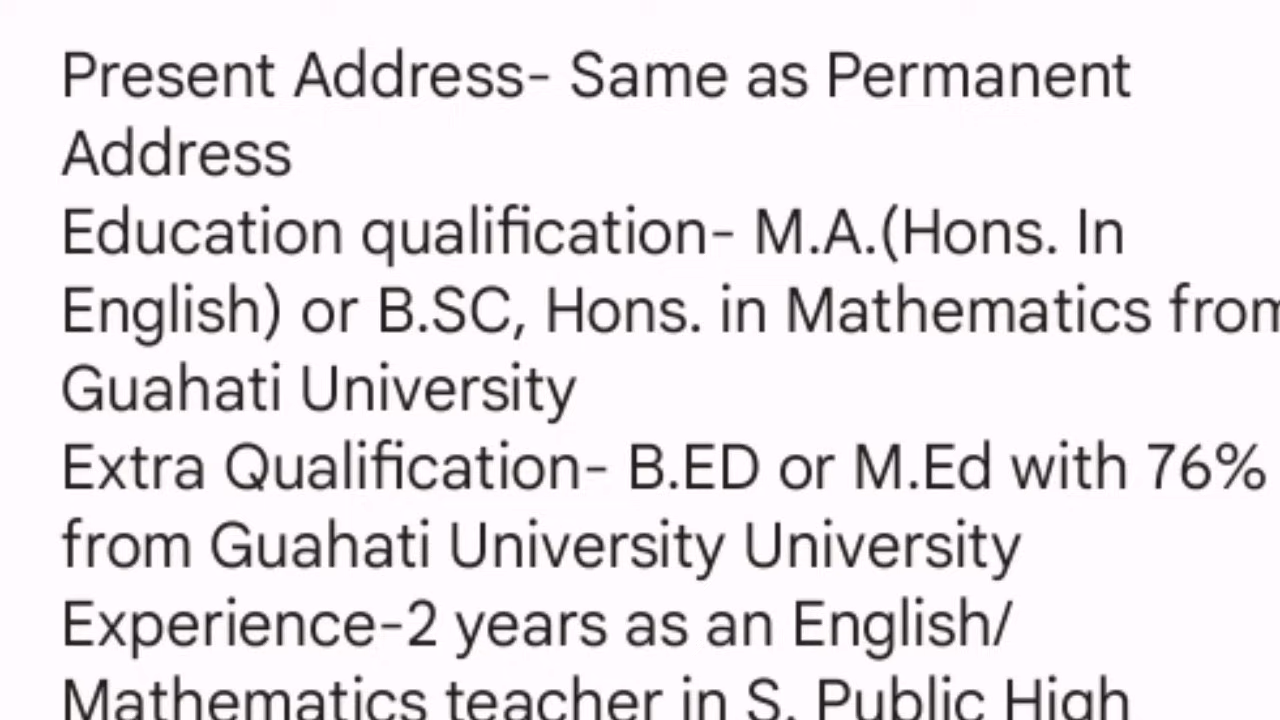 Present Address- Same as Permanent
Address
Education qualification- M.A.(Hons. In
English) or B.SC, Hons. in Mathematics from
Guahati University
Extra Qualification- B.ED or M.Ed with 76%
from Guahati University University
Experience-2 years as an English/
Mathematics teacher in S. Public High